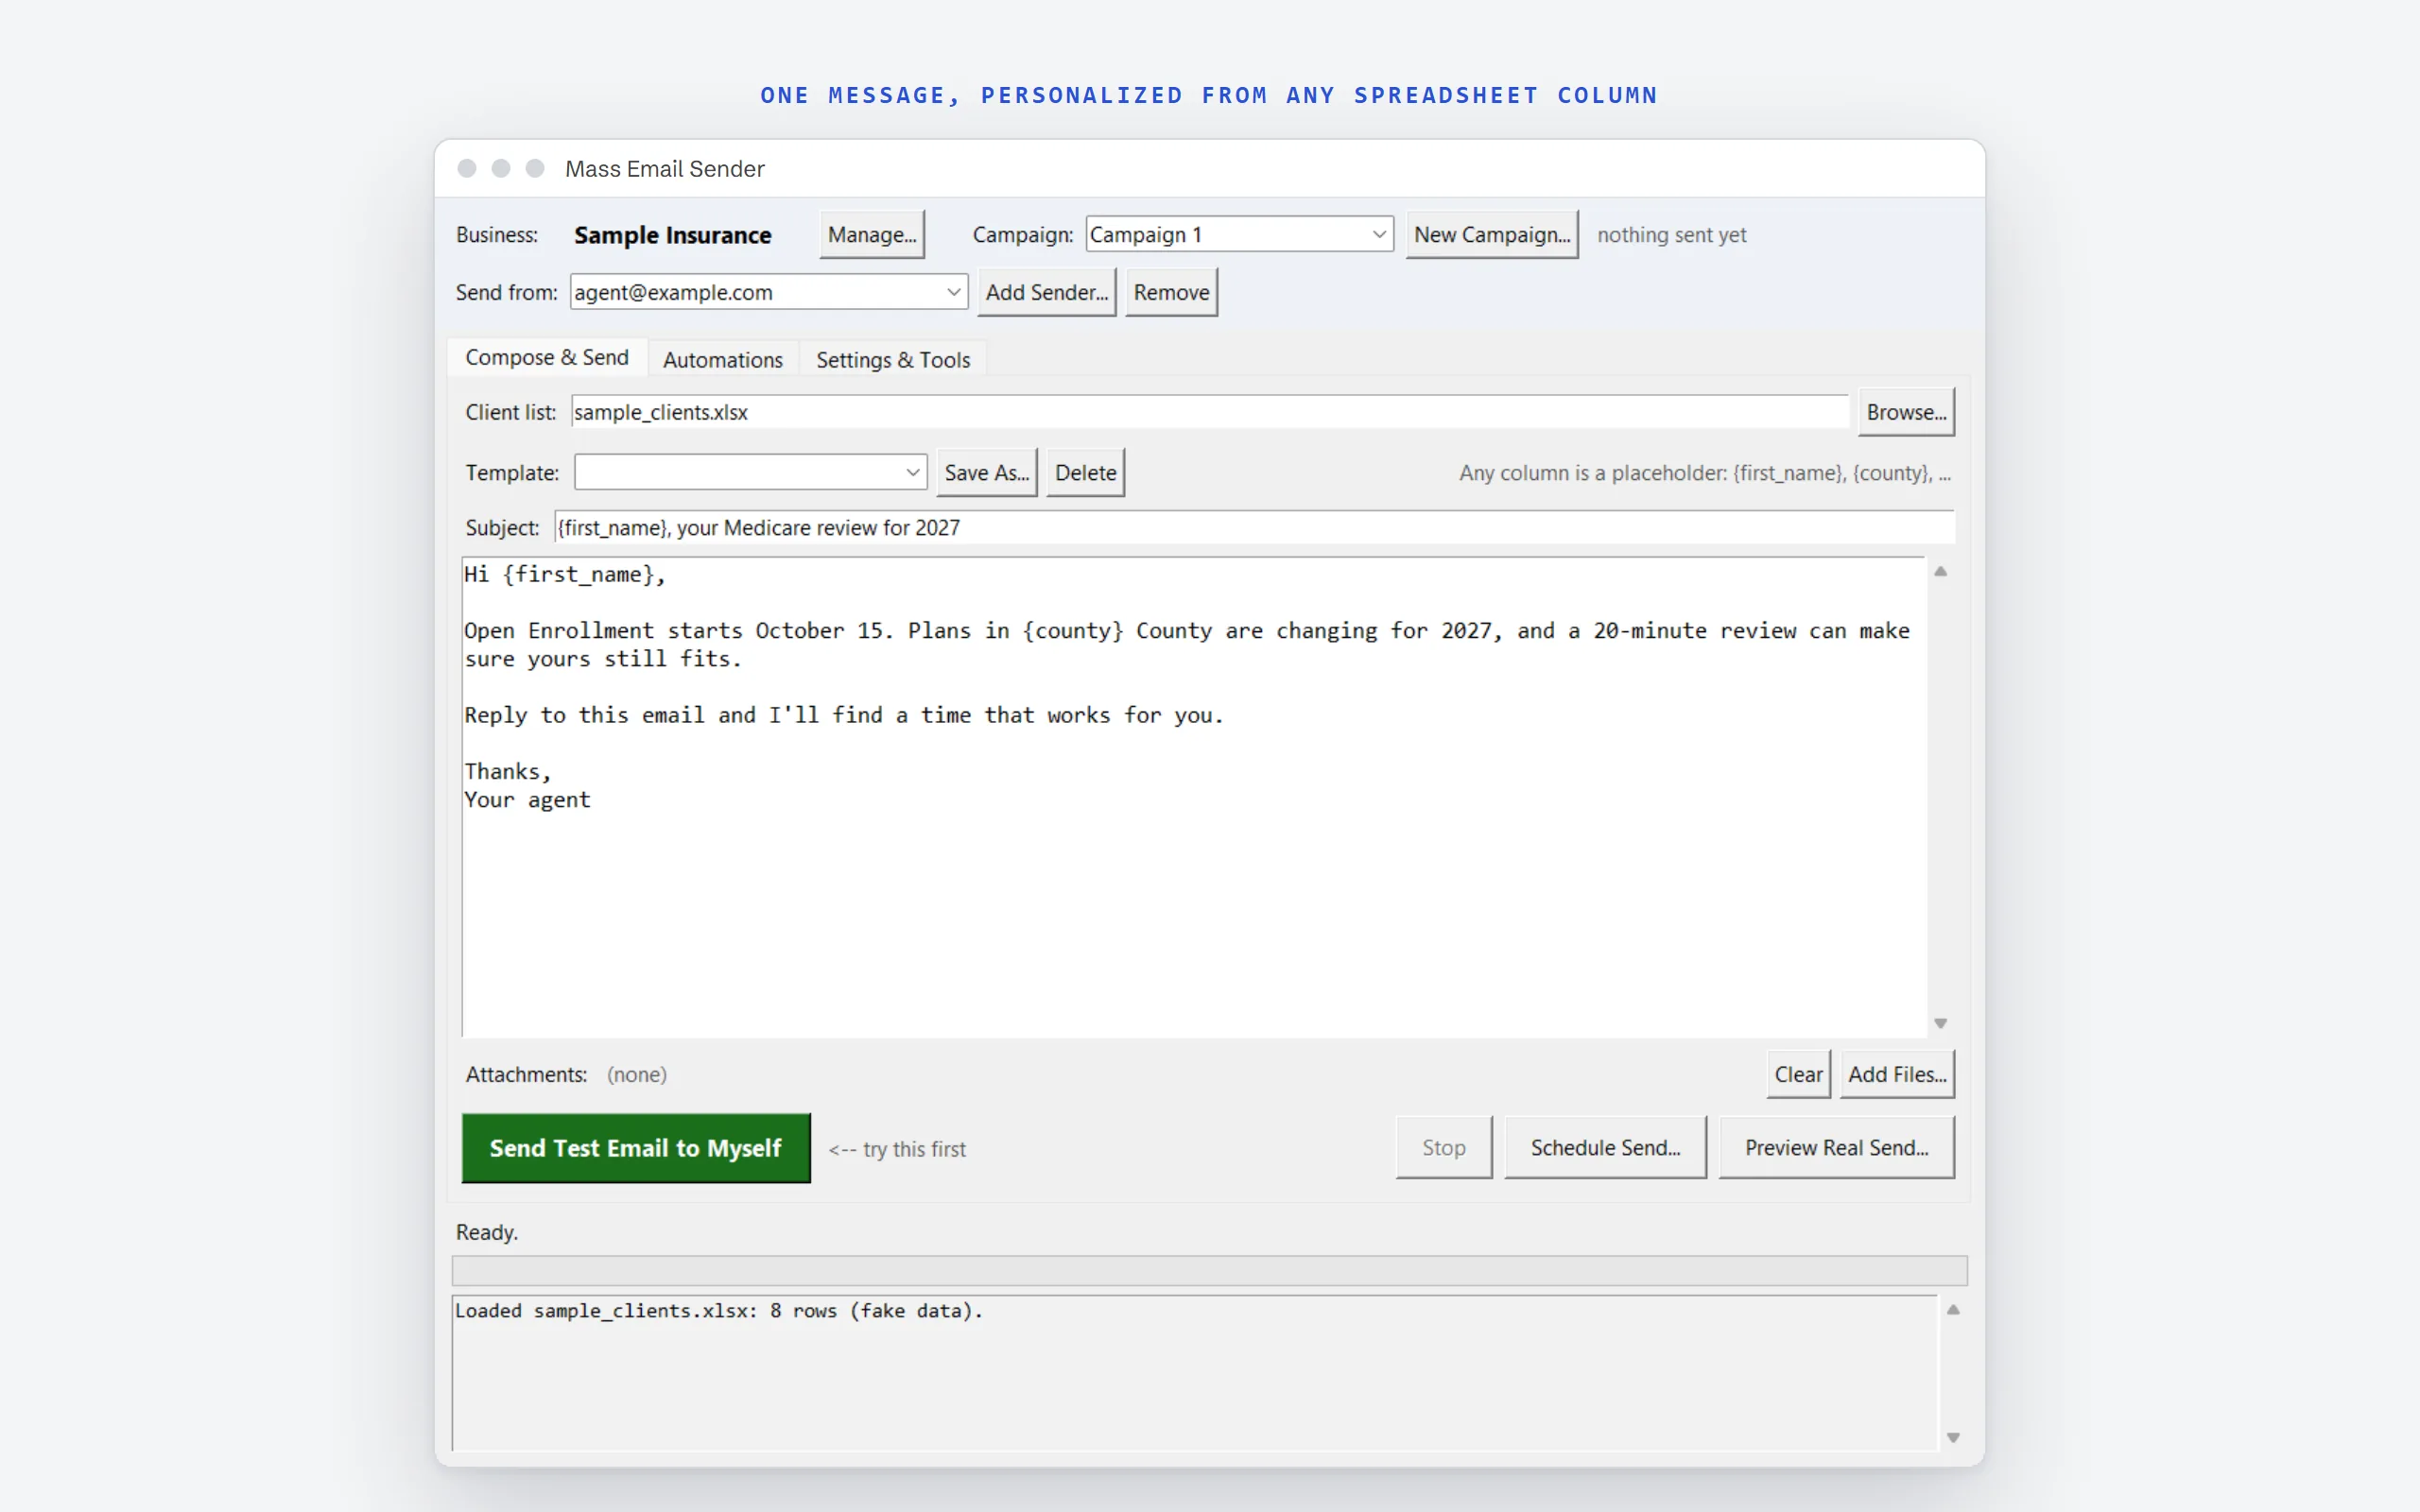 ONE MESSAGE, PERSONALIZED FROM ANY SPREADSHEET COLUMN
Mass Email Sender
Business: Sample Insurance Manage... Campaign: Campaign 1 New Campaign... nothing sent yet
Send from: agent@example.com Add Sender... Remove
Compose & Send Automations Settings & Tools
Client list: sample_clients.xlsx Browse...
Template: Save As... Delete Any column is a placeholder: {first_name}, {county}, ...
Subject: {first_name}, your Medicare review for 2027
Hi {first_name},
Open Enrollment starts October 15. Plans in {county} County are changing for 2027, and a 20-minute review can make
sure yours still fits.
Reply to this email and I'll find a time that works for you.
Thanks,
Your agent
Attachments: (none) Clear Add Files...
Send Test Email to Myself <-- try this first Stop Schedule Send... Preview Real Send...
Ready.
Loaded sample_clients.xlsx: 8 rows (fake data).